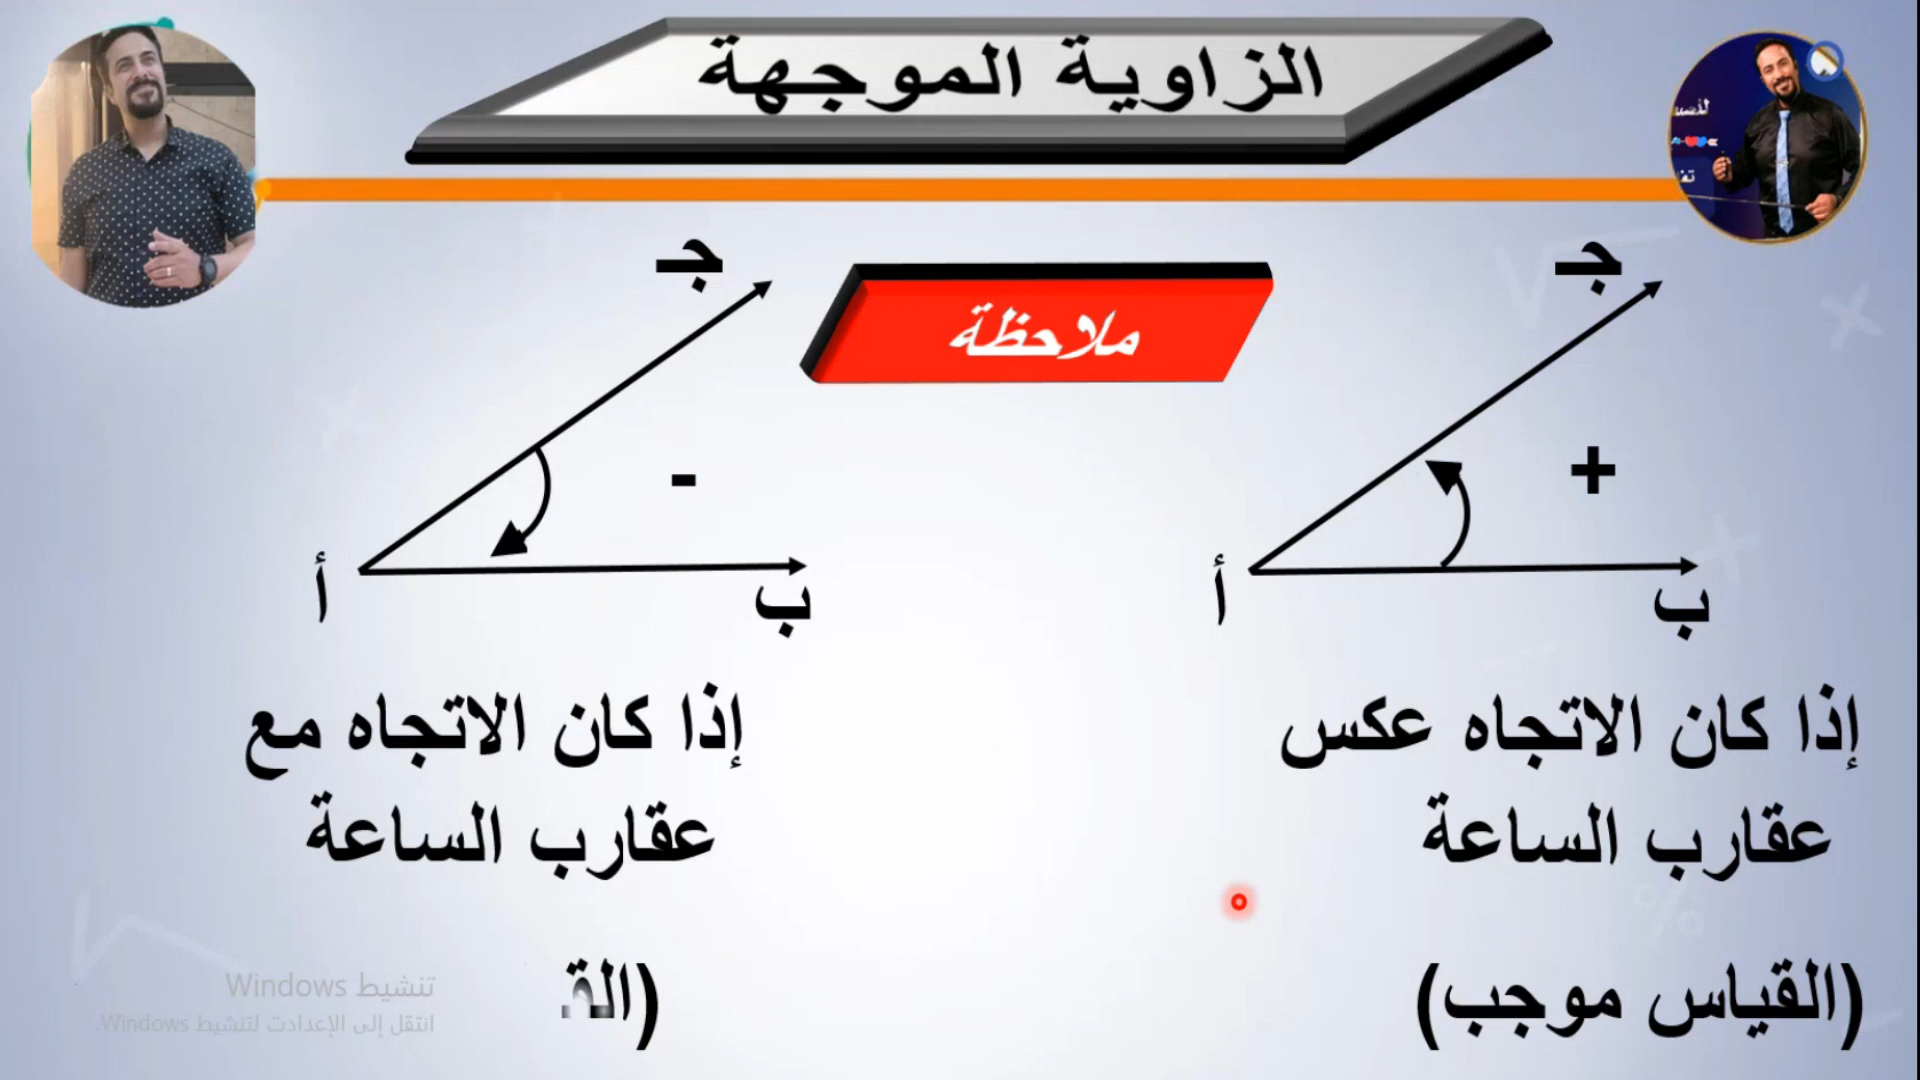 الزاوية الموجهة
ملاحظة
جـ
+
أ
ب
إذا كان الاتجاه عكس
عقارب الساعة
(القياس موجب)
جـ
-
أ
ب
إذا كان الاتجاه مع
عقارب الساعة
(الق
تنشيط Windows
انتقل إلى الإعدادات لتنشيط Windows.